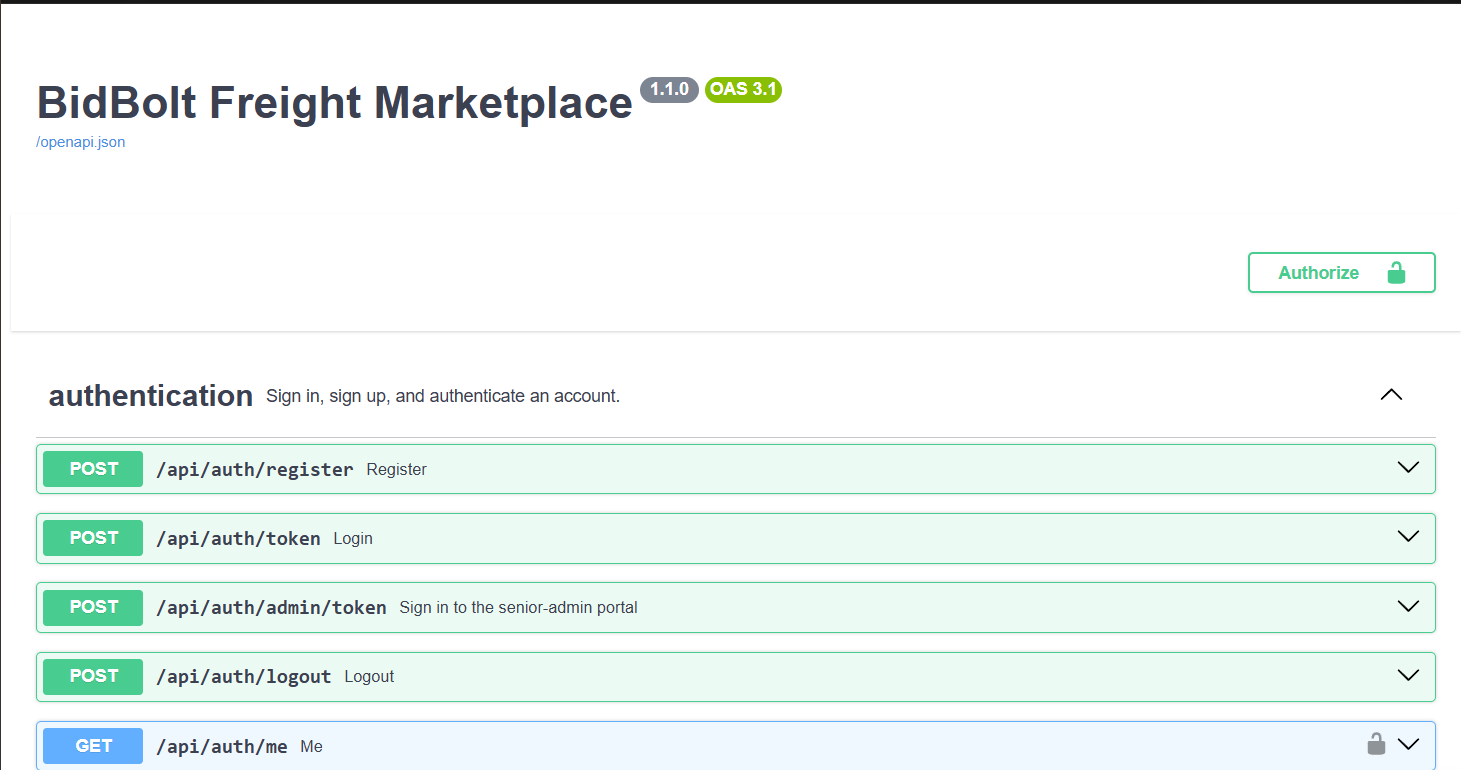 BidBolt Freight Marketplace 1.1.0 OAS 3.1
/openapi.json
Authorize
authentication Sign in, sign up, and authenticate an account.
POST /api/auth/register Register
POST /api/auth/token Login
POST /api/auth/admin/token Sign in to the senior-admin portal
POST /api/auth/logout Logout
GET /api/auth/me Me